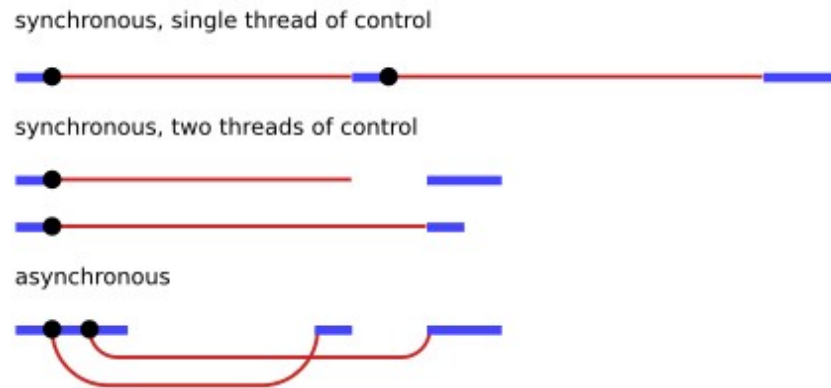 synchronous, single thread of control
synchronous, two threads of control
asynchronous